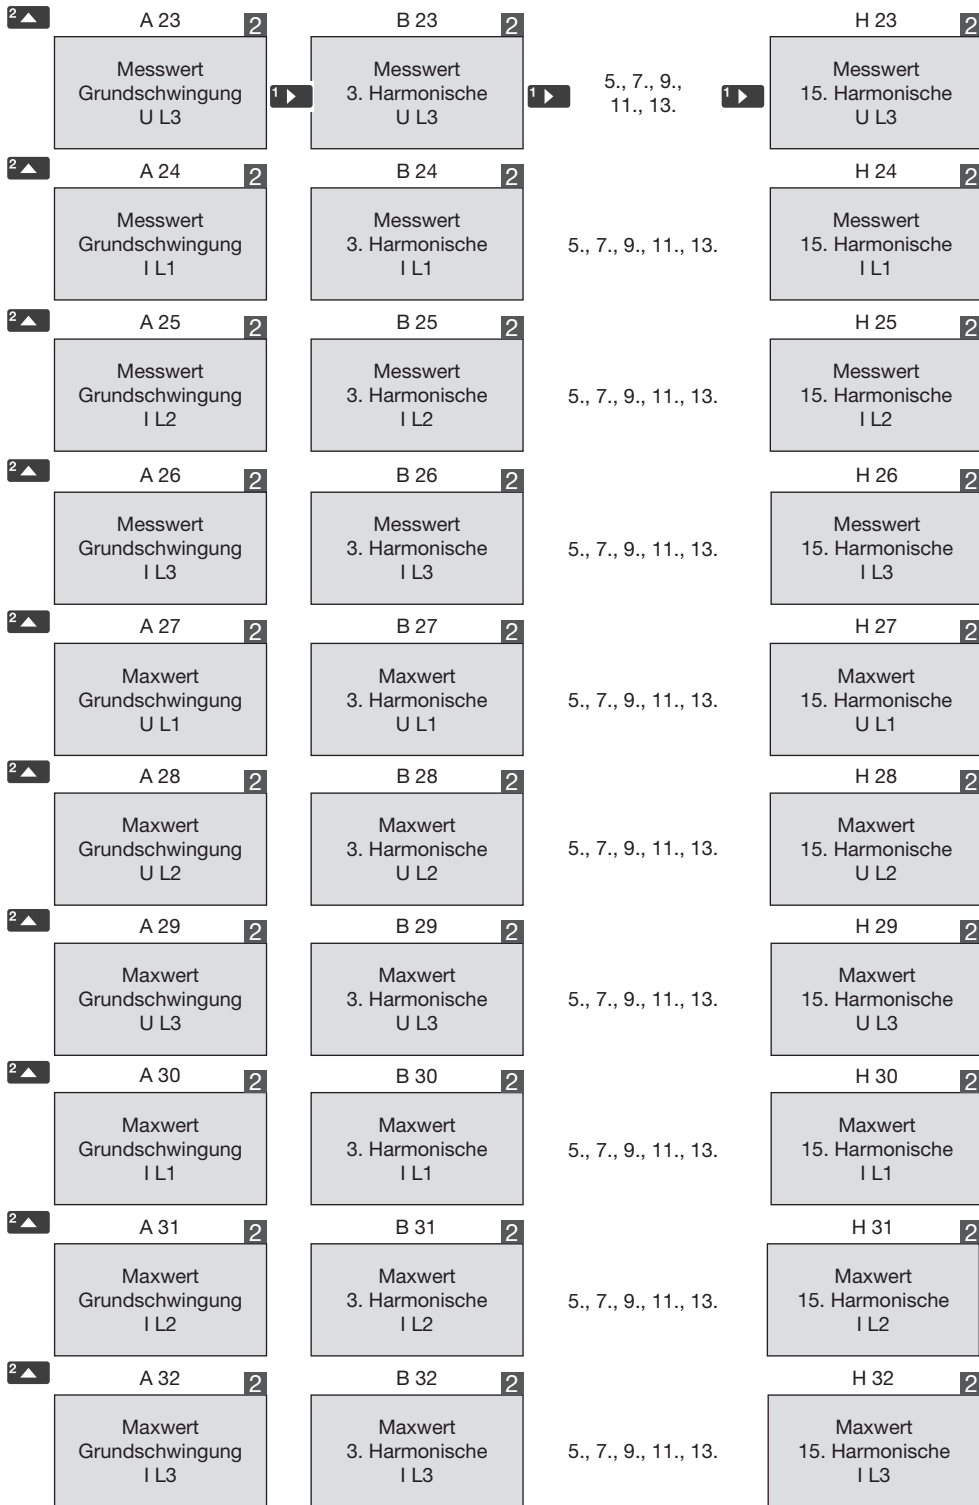 2
A 23
2
B 23
2
H 23
2
Messwert
Grundschwingung
U L3
1
Messwert
3. Harmonische
U L3
1
5., 7., 9.,
11., 13.
1
Messwert
15. Harmonische
U L3
2
A 24
2
B 24
2
H 24
2
Messwert
Grundschwingung
I L1
Messwert
3. Harmonische
I L1
5., 7., 9., 11., 13.
Messwert
15. Harmonische
I L1
2
A 25
2
B 25
2
H 25
2
Messwert
Grundschwingung
I L2
Messwert
3. Harmonische
I L2
5., 7., 9., 11., 13.
Messwert
15. Harmonische
I L2
2
A 26
2
B 26
2
H 26
2
Messwert
Grundschwingung
I L3
Messwert
3. Harmonische
I L3
5., 7., 9., 11., 13.
Messwert
15. Harmonische
I L3
2
A 27
2
B 27
2
H 27
2
Maxwert
Grundschwingung
U L1
Maxwert
3. Harmonische
U L1
5., 7., 9., 11., 13.
Maxwert
15. Harmonische
U L1
2
A 28
2
B 28
2
H 28
2
Maxwert
Grundschwingung
U L2
Maxwert
3. Harmonische
U L2
5., 7., 9., 11., 13.
Maxwert
15. Harmonische
U L2
2
A 29
2
B 29
2
H 29
2
Maxwert
Grundschwingung
U L3
Maxwert
3. Harmonische
U L3
5., 7., 9., 11., 13.
Maxwert
15. Harmonische
U L3
2
A 30
2
B 30
2
H 30
2
Maxwert
Grundschwingung
I L1
Maxwert
3. Harmonische
I L1
5., 7., 9., 11., 13.
Maxwert
15. Harmonische
I L1
2
A 31
2
B 31
2
H 31
2
Maxwert
Grundschwingung
I L2
Maxwert
3. Harmonische
I L2
5., 7., 9., 11., 13.
Maxwert
15. Harmonische
I L2
2
A 32
2
B 32
2
H 32
2
Maxwert
Grundschwingung
I L3
Maxwert
3. Harmonische
I L3
5., 7., 9., 11., 13.
Maxwert
15. Harmonische
I L3